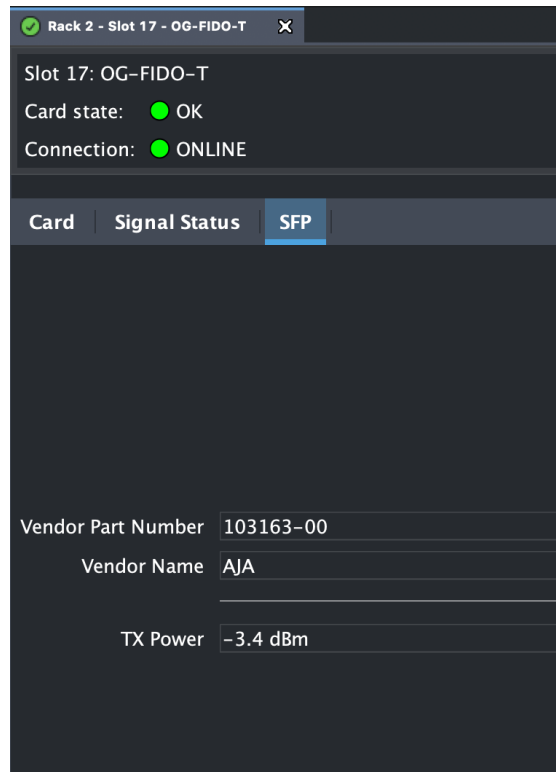 Rack 2 - Slot 17 - OG-FIDO-T
Slot 17: OG-FIDO-T
Card state: OK
Connection: ONLINE
Card Signal Status SFP
Vendor Part Number 103163-00
Vendor Name AJA
TX Power -3.4 dBm